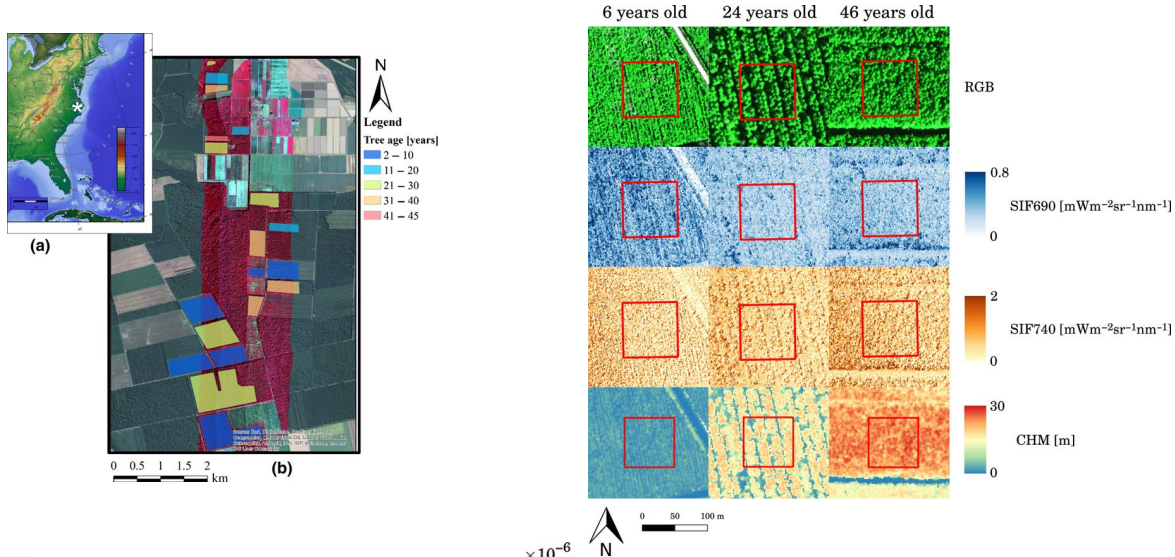 (a)
N
Legend
Tree age [years]
2 – 10
11 – 20
21 – 30
31 – 40
41 – 45
(b)
0 0.5 1 1.5 2
km
6 years old 24 years old 46 years old
RGB
0.8
SIF690 [mWm−2sr−1nm−1]
0
2
SIF740 [mWm−2sr−1nm−1]
0
30
CHM [m]
0
N
0 50 100 m
×10−6